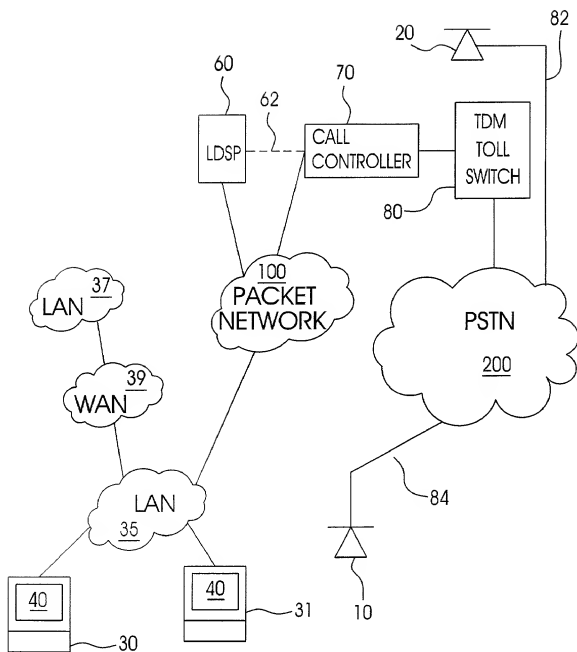 20
82
60
70
62
LDSP
CALL
CONTROLLER
TDM
TOLL
SWITCH
80
100
PACKET
NETWORK
37
LAN
39
WAN
PSTN
200
LAN
35
84
40
40
31
30
10